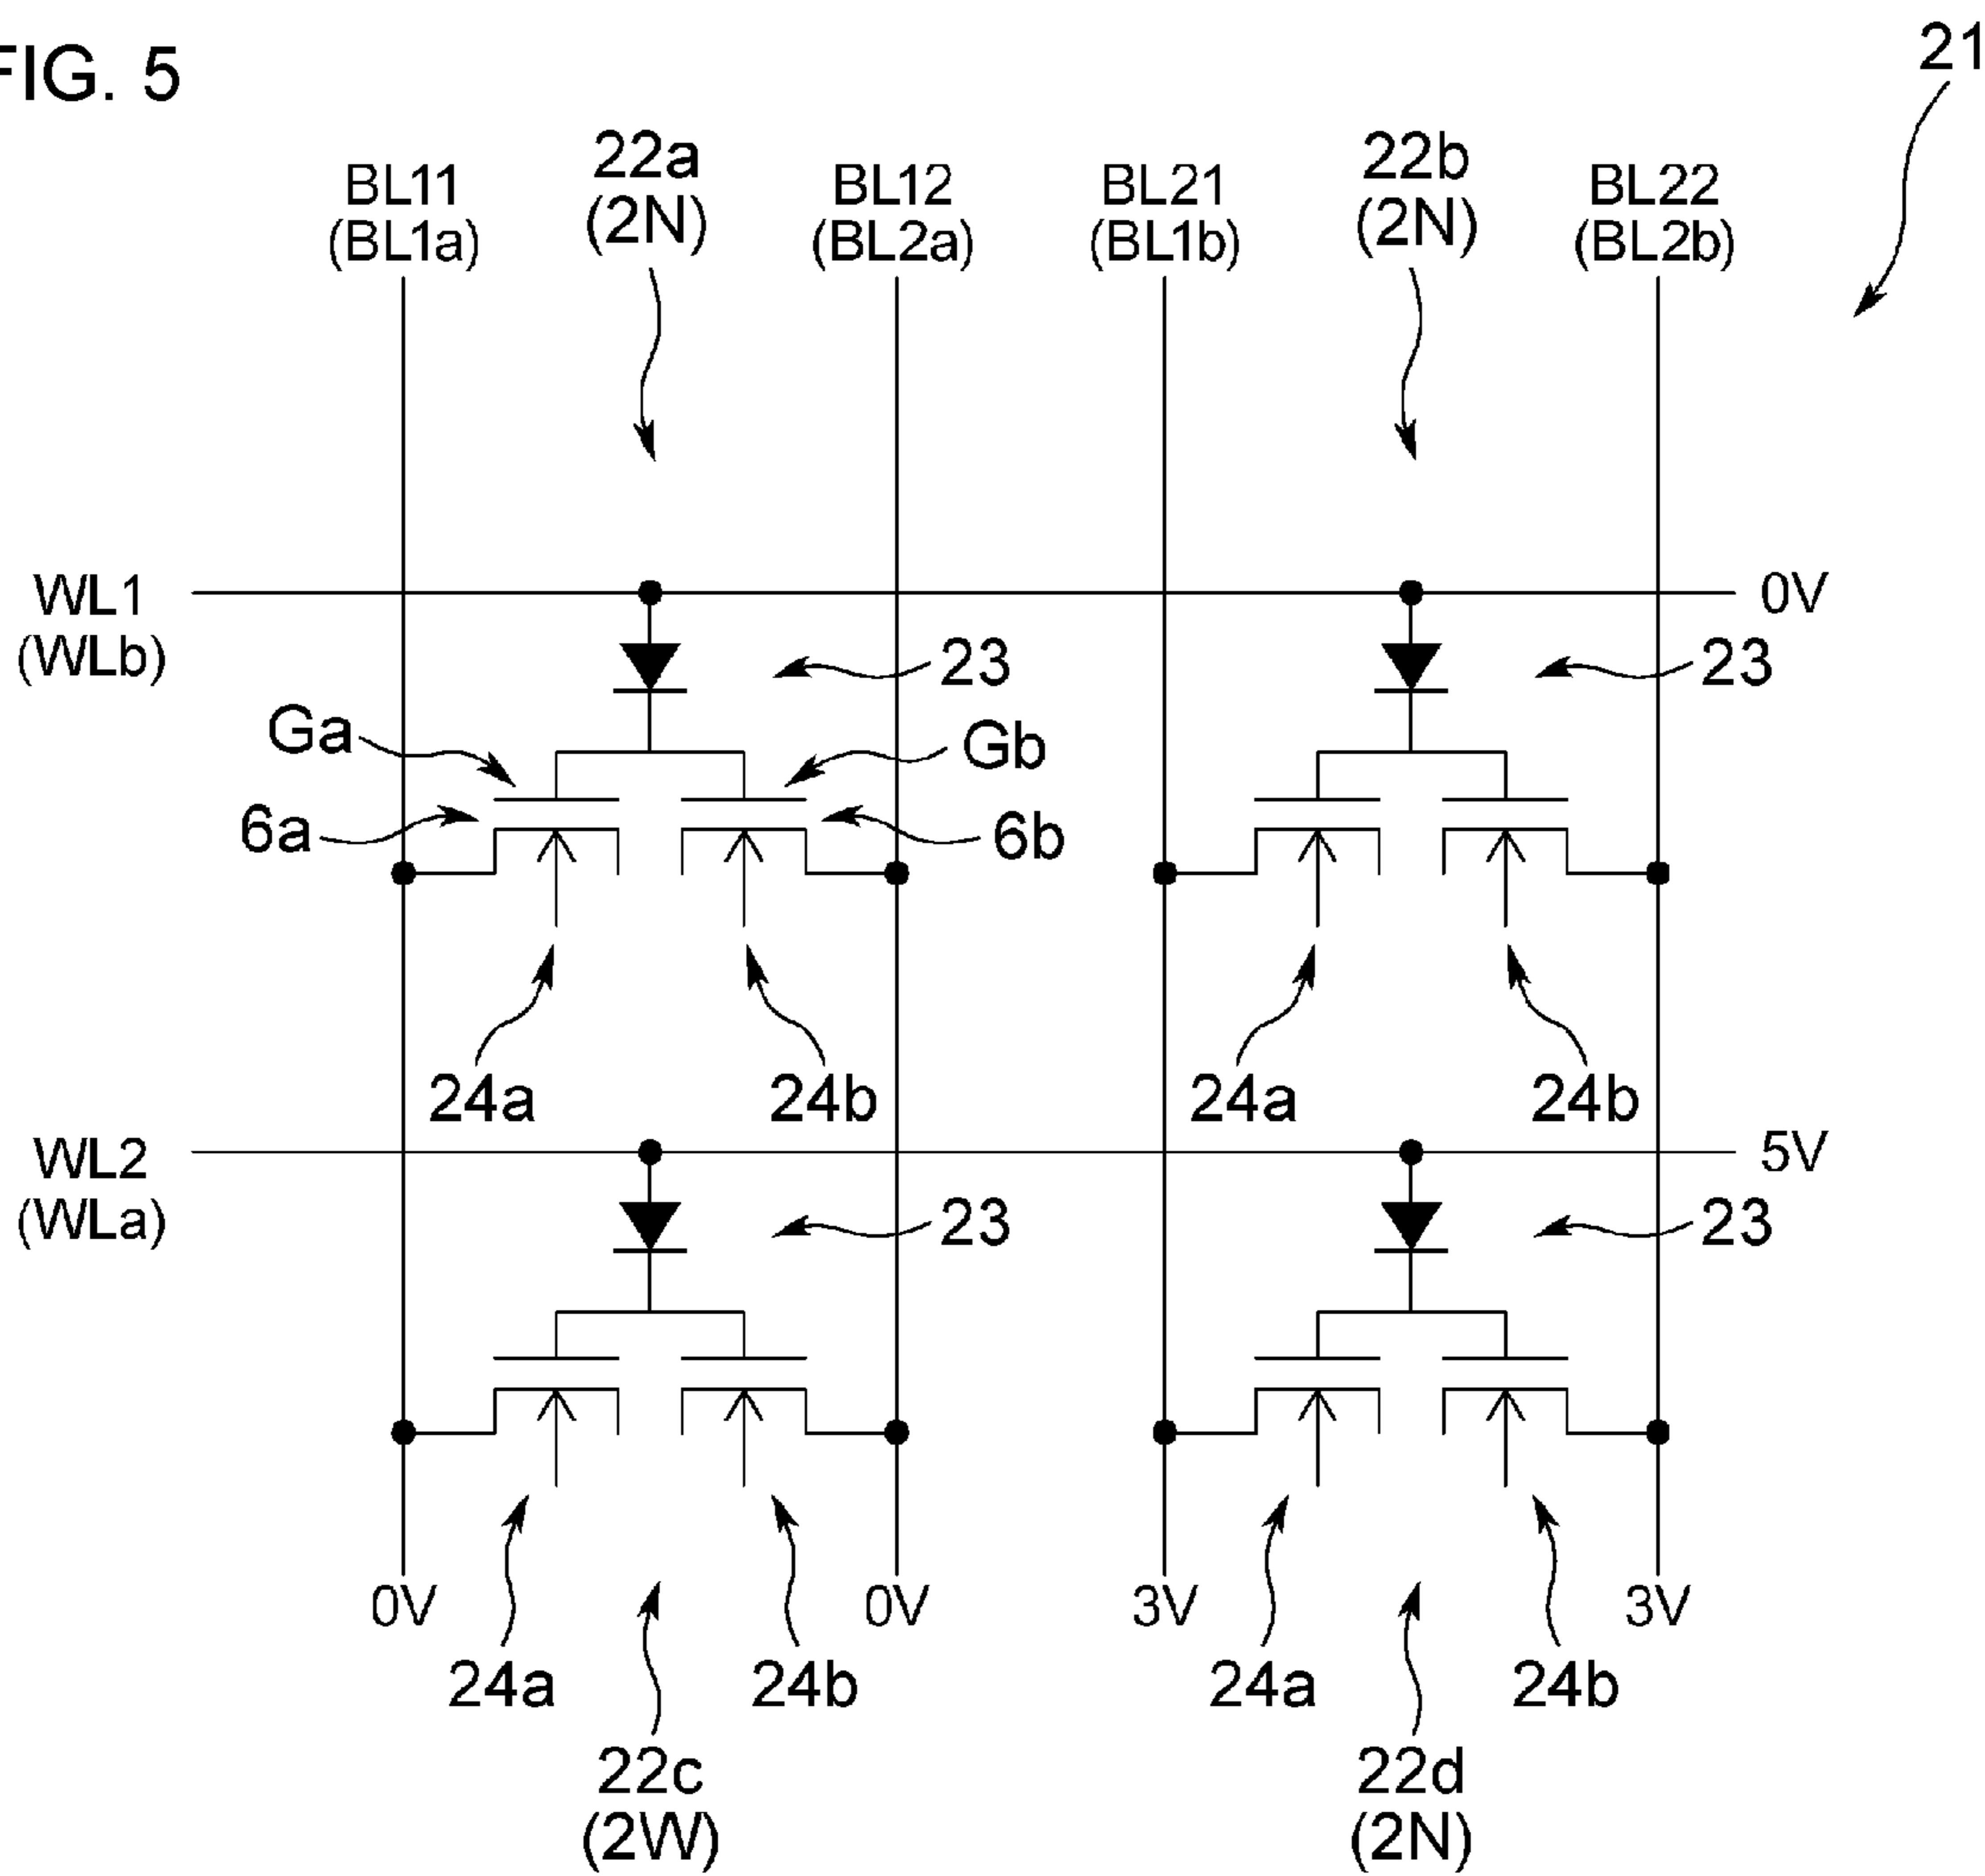 FIG. 5
21
22a
(2N)
22b
(2N)
BL11
(BL1a)
BL12
(BL2a)
BL21
(BL1b)
BL22
(BL2b)
WL1
(WLb)
0V
23
23
Ga
Gb
6a
6b
24a
24b
24a
24b
WL2
(WLa)
5V
23
23
0V
0V
3V
3V
24a
24b
24a
24b
22c
(2W)
22d
(2N)